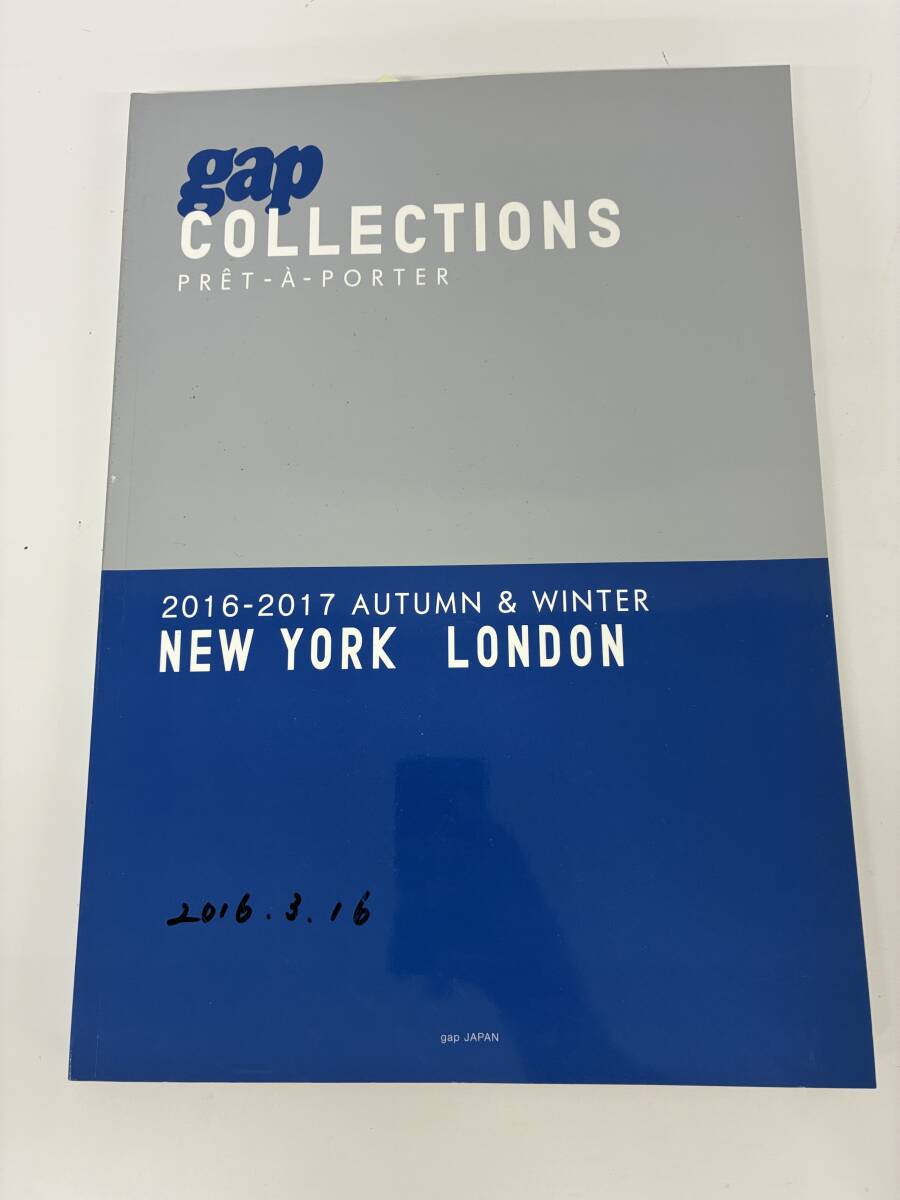 gap
COLLECTIONS
PRÊT-À-PORTER
2016-2017 AUTUMN & WINTER
NEW YORK LONDON
2016.3.16
gap JAPAN